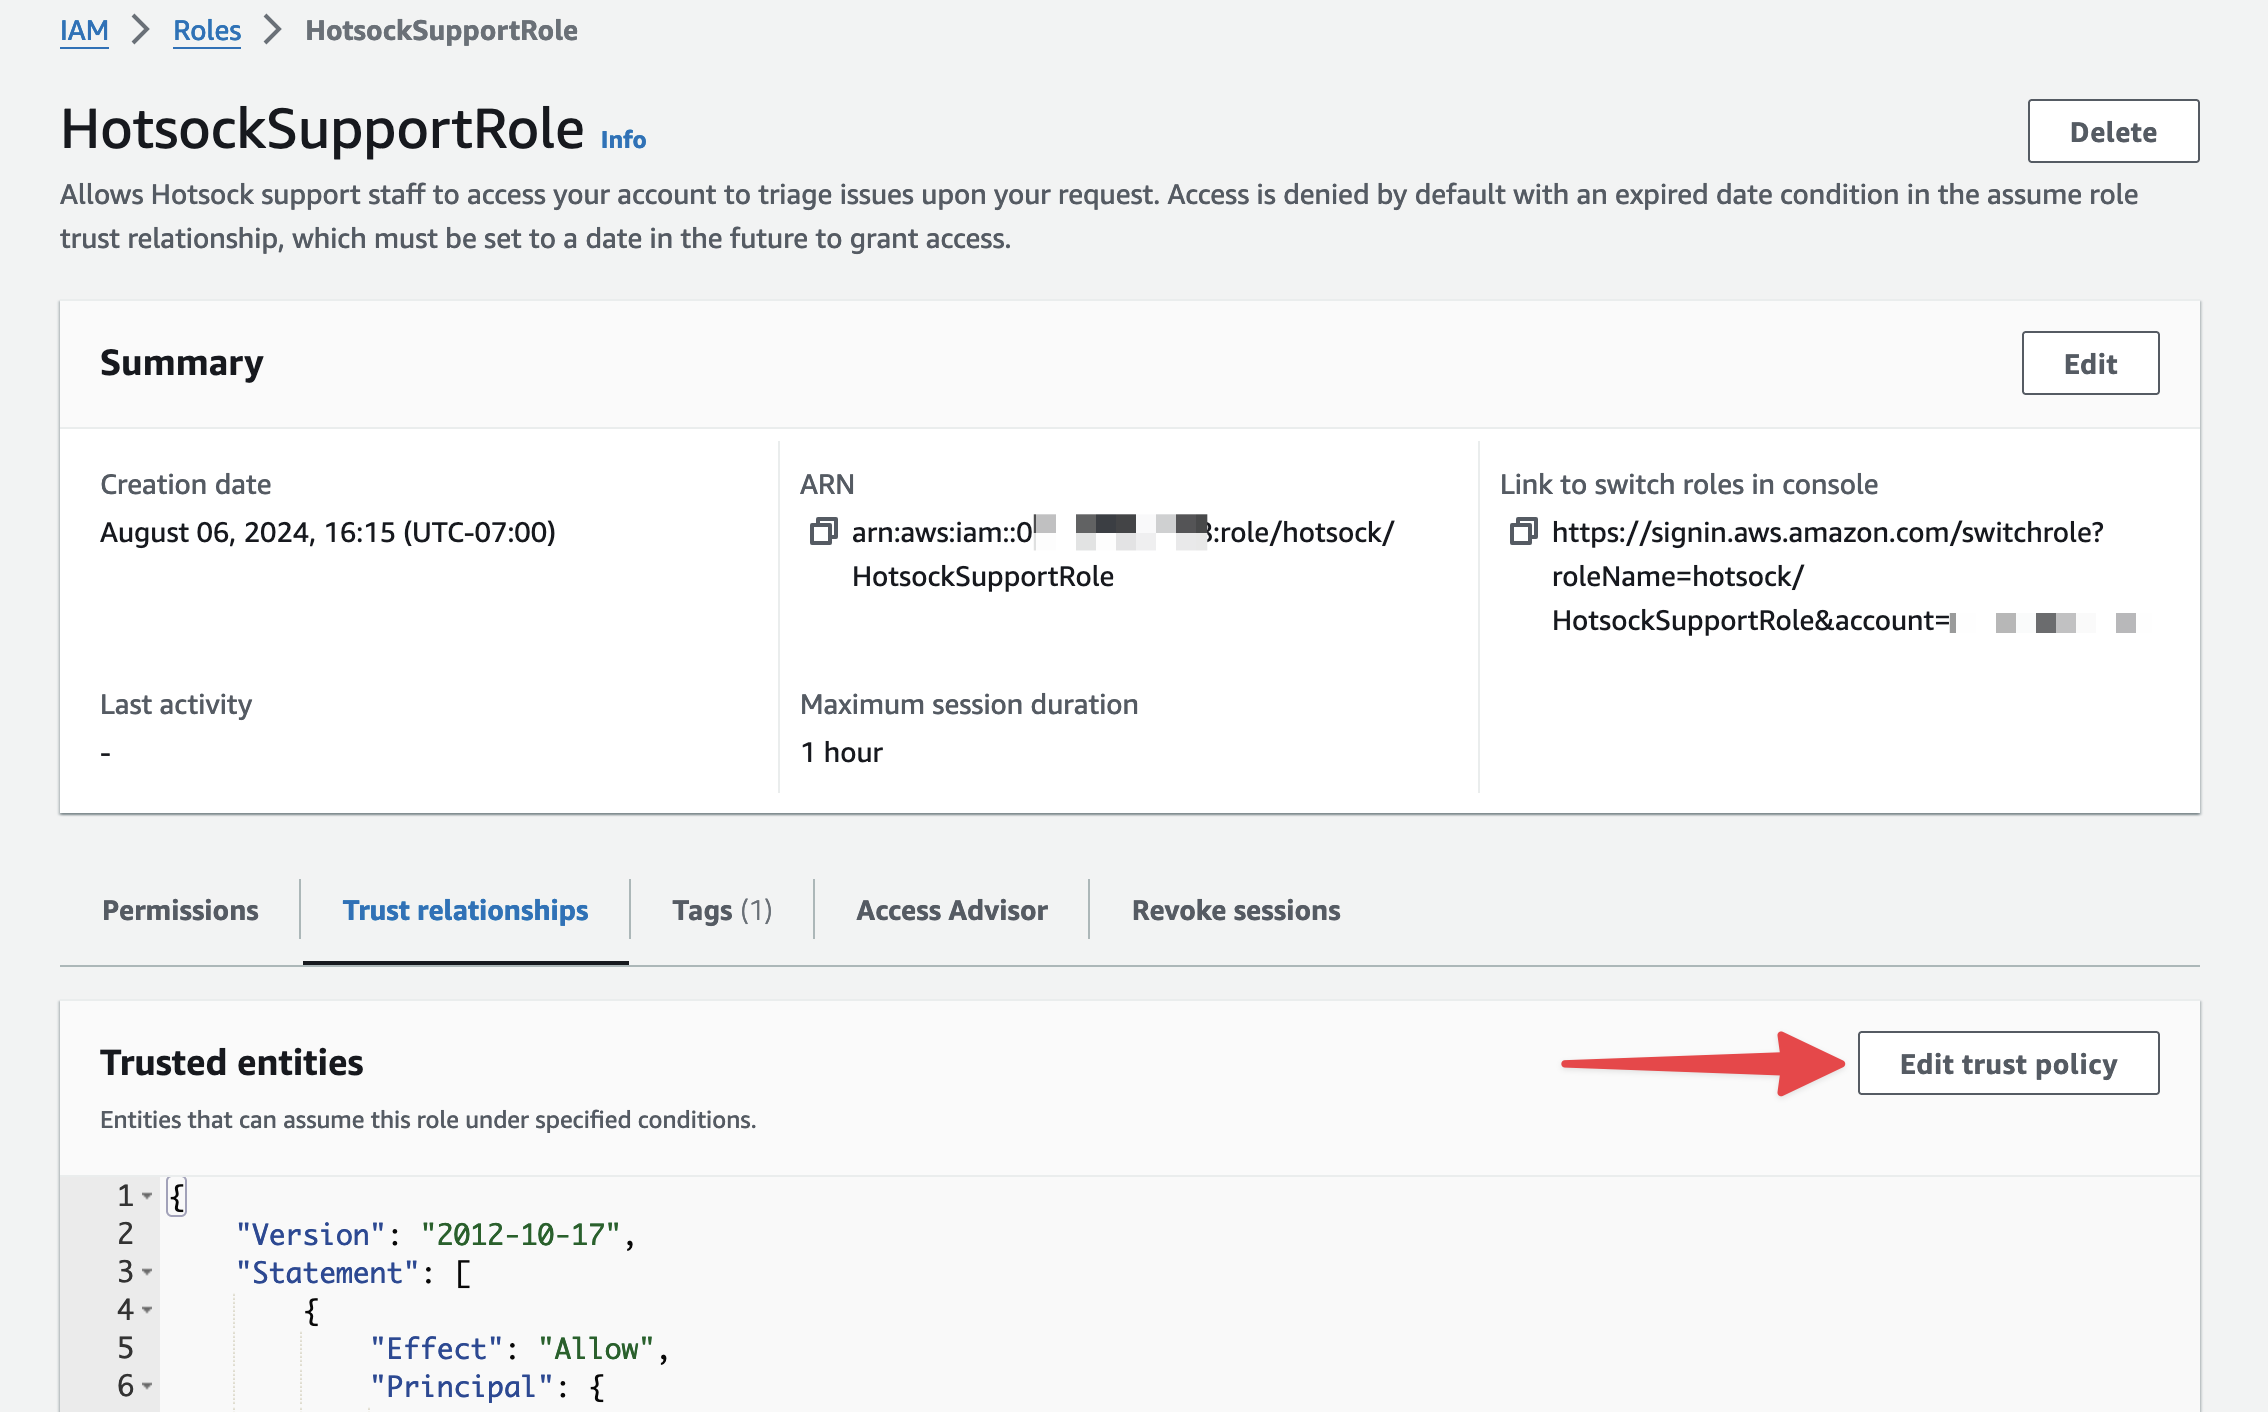 IAM > Roles > HotsockSupportRole
HotsockSupportRole Info
Delete
Allows Hotsock support staff to access your account to triage issues upon your request. Access is denied by default with an expired date condition in the assume role
trust relationship, which must be set to a date in the future to grant access.
Summary
Edit
Creation date
August 06, 2024, 16:15 (UTC-07:00)
ARN
arn:aws:iam::0 :role/hotsock/
HotsockSupportRole
Link to switch roles in console
https://signin.aws.amazon.com/switchrole?
roleName=hotsock/
HotsockSupportRole&account=
Last activity
-
Maximum session duration
1 hour
Permissions
Trust relationships
Tags (1)
Access Advisor
Revoke sessions
Trusted entities
Edit trust policy
Entities that can assume this role under specified conditions.
1 {
2 "Version": "2012-10-17",
3 "Statement": [
4 {
5 "Effect": "Allow",
6 "Principal": {